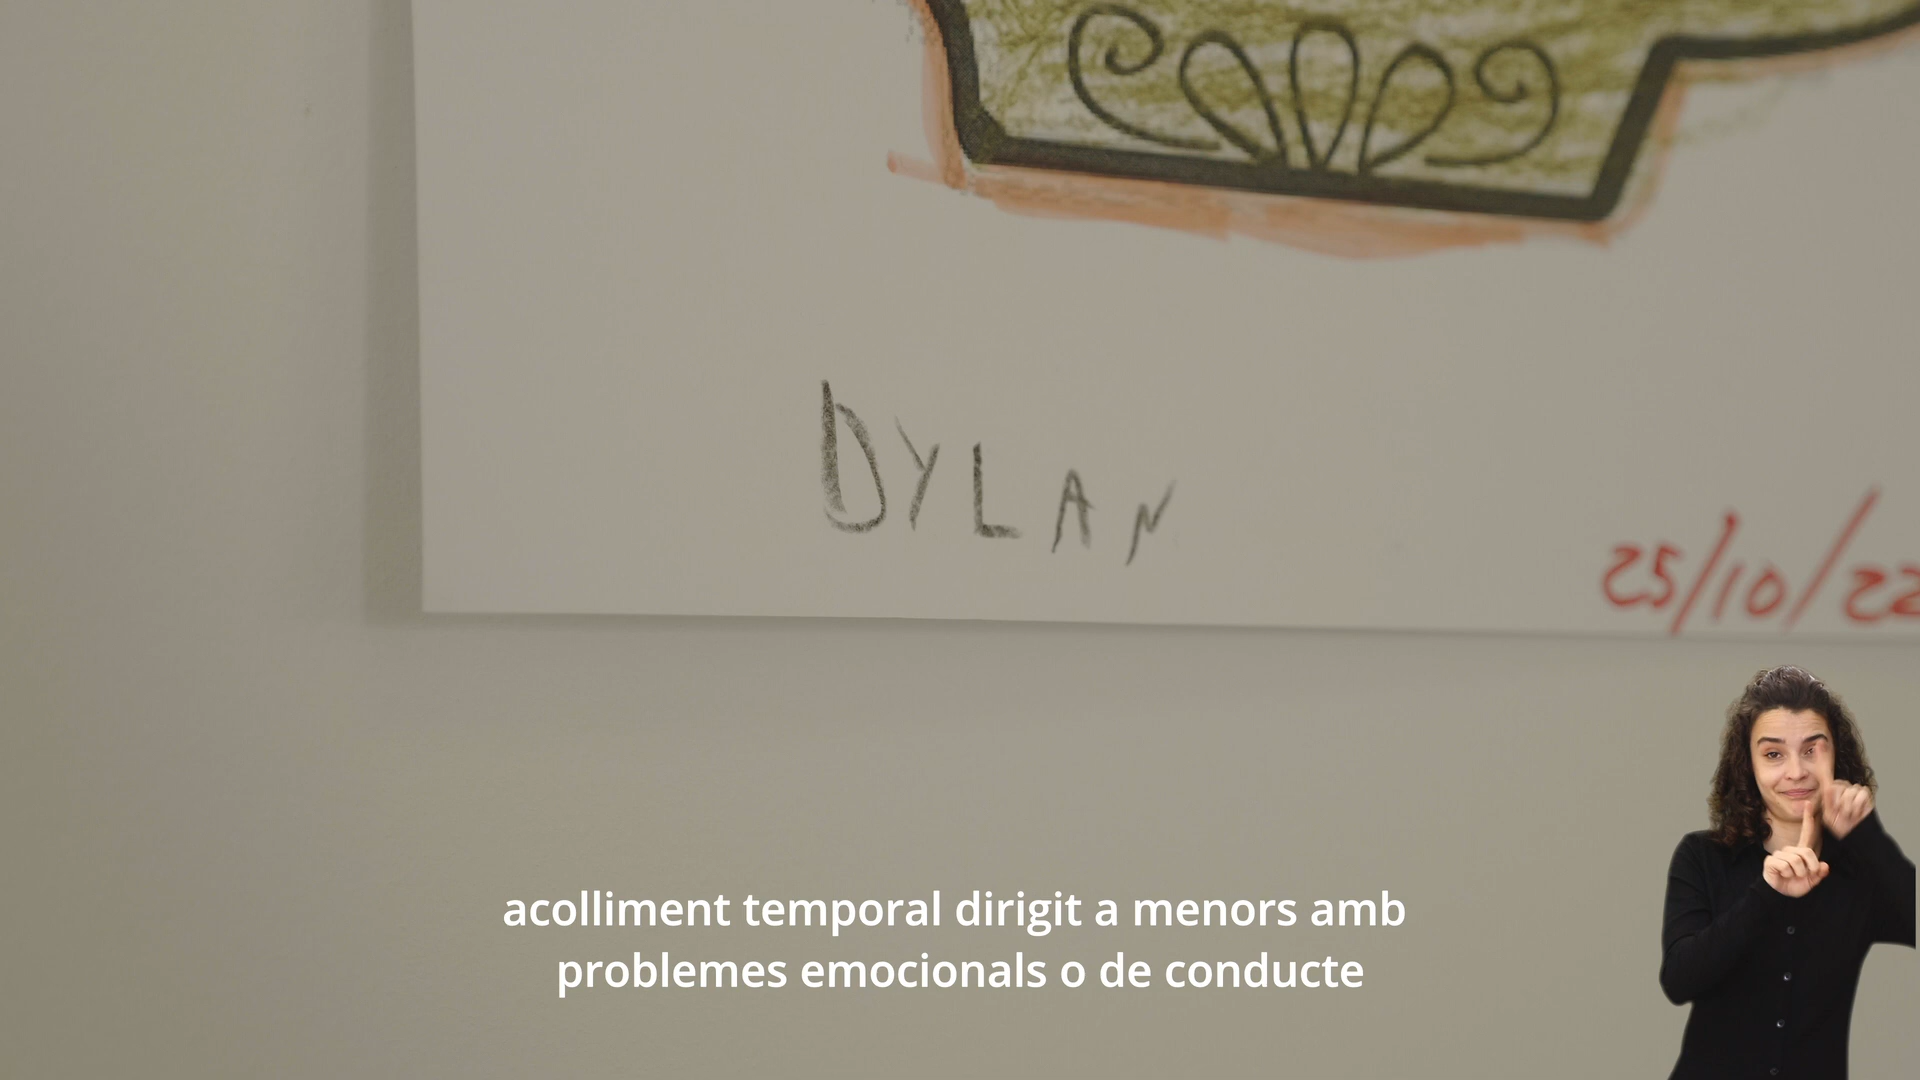 DYLAN
25/10/22
acolliment temporal dirigit a menors amb
problemes emocionals o de conducte